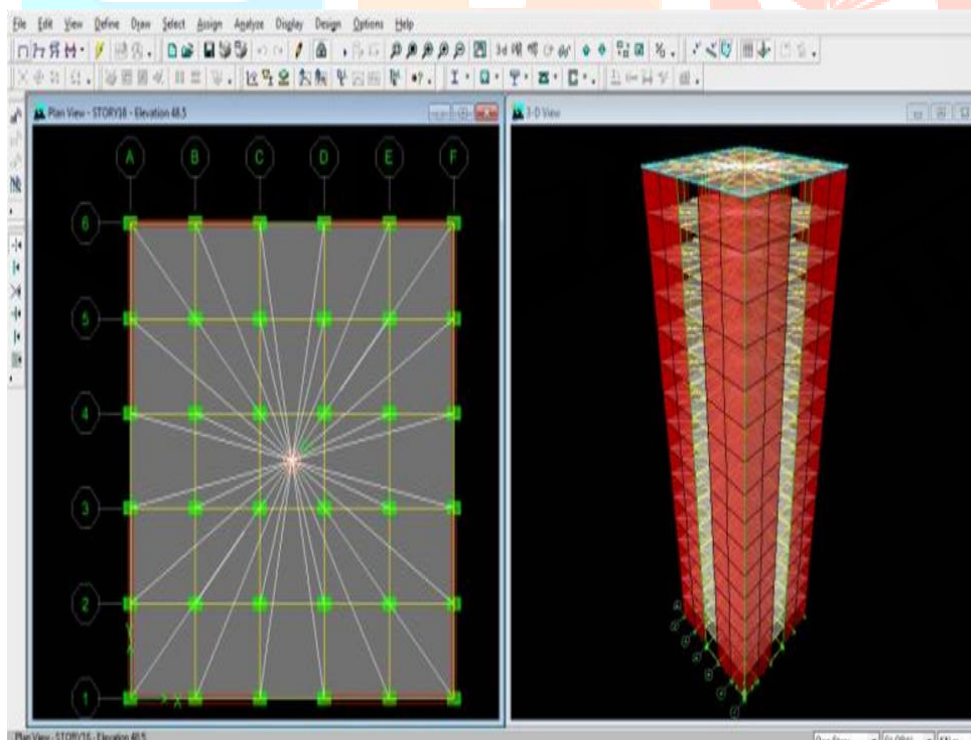 File Edit View Define Draw Select Assign Analyze Display Design Options Help
3-d
Plan View - STORY16 - Elevation 48.5
3-D View
A B C D E F
6
5
4
3
2
1
X
Plan View - STORY16 - Elevation 48.5